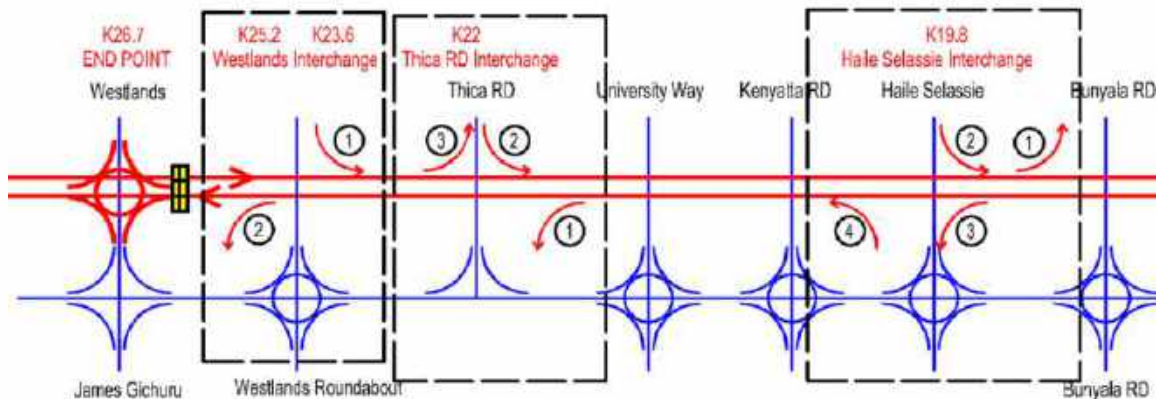 K26.7
END POINT
Westlands
K25.2 K23.6
Westlands Interchange
K22
Thica RD Interchange
Thica RD
University Way
Kenyatta RD
K19.8
Haile Selassie Interchange
Haile Selassie
Bunyala RD
1
3
2
2
1
2
1
4
3
James Gichuru
Westlands Roundabout
Bunyala RD